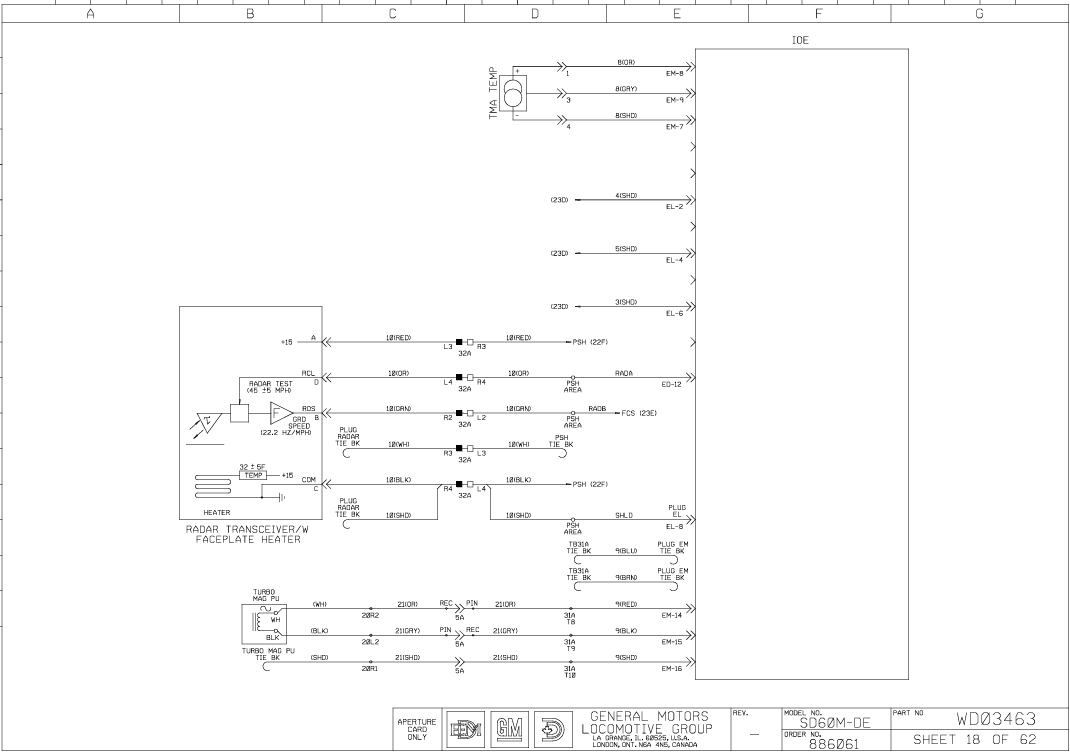 A B C D E F G
IOE
TMA TEMP
+
-
1 8(OR) EM-8
3 8(GRY) EM-9
4 8(SHD) EM-7
(23D) 4(SHD) EL-2
(23D) 5(SHD) EL-4
(23D) 3(SHD) EL-6
+15 A 10(RED) L3 R3 10(RED) PSH (22F)
32A
RCL D 10(OR) L4 R4 10(OR) RADA ED-12
32A
PSH
AREA
RADAR TEST
(45 ±5 MPH)
RDS B 10(GRN) R2 L2 10(GRN) RADB FCS (23E)
32A
PSH
AREA
F
GRD
SPEED
(22.2 HZ/MPH)
PLUG
RADAR
TIE BK
10(WH) R3 L3 10(WH)
32A
PSH
TIE BK
32 ± 5F
TEMP
+15
COM C 10(BLK) R4 L4 PSH (22F)
32A
HEATER
PLUG
RADAR
TIE BK
10(SHD) 10(SHD) SHLD
PSH
AREA
PLUG
EL
EL-8
RADAR TRANSCEIVER/W
FACEPLATE HEATER
TB31A
TIE BK
9(BLU)
PLUG EM
TIE BK
TB31A
TIE BK
9(BRN)
PLUG EM
TIE BK
TURBO
MAG PU
WH
BLK
(WH) 20R2 21(OR) REC PIN 5A 21(OR) 31A T8 9(RED) EM-14
(BLK) 20L2 21(GRY) PIN REC 5A 21(GRY) 31A T9 9(BLK) EM-15
TURBO MAG PU
TIE BK
(SHD) 20R1 21(SHD) 5A 21(SHD) 31A T10 9(SHD) EM-16
APERTURE
CARD
ONLY
GM
GENERAL MOTORS
LOCOMOTIVE GROUP
LA GRANGE, IL. 60525, U.S.A.
LONDON, ONT. N6A 4N5, CANADA
REV.
-
MODEL NO.
SD60M-DE
ORDER NO.
886061
PART NO
WD03463
SHEET 18 OF 62